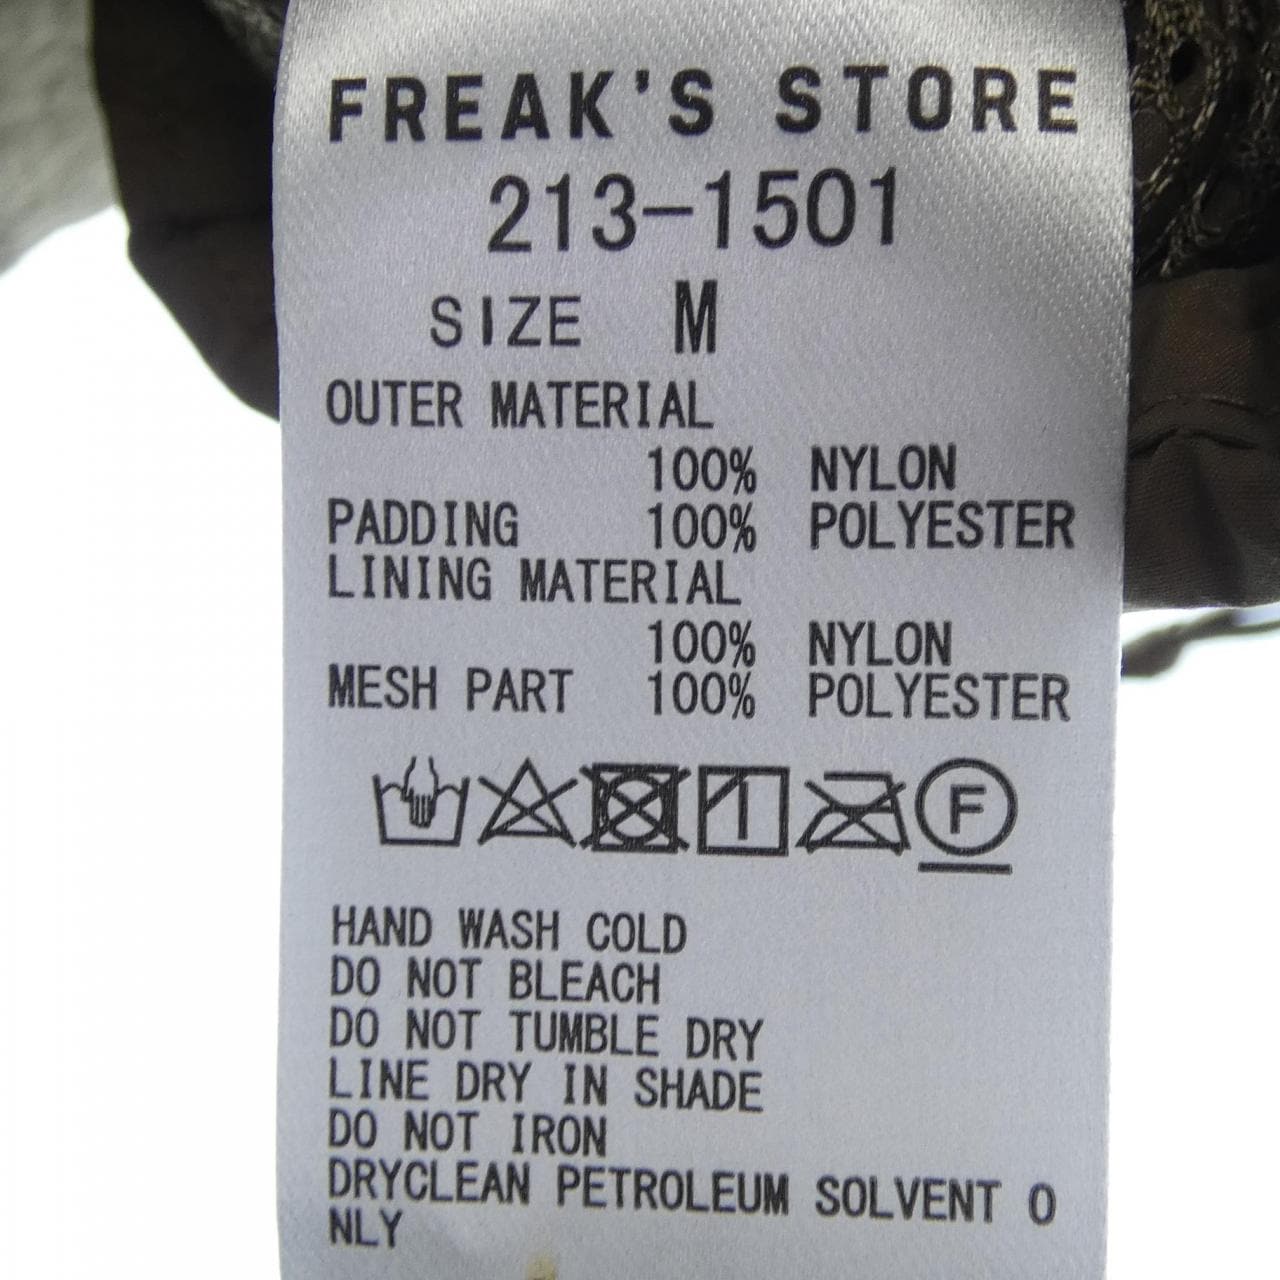 FREAK'S STORE
213-1501
SIZE M
OUTER MATERIAL
100% NYLON
PADDING 100% POLYESTER
LINING MATERIAL
100% NYLON
MESH PART 100% POLYESTER
F
HAND WASH COLD
DO NOT BLEACH
DO NOT TUMBLE DRY
LINE DRY IN SHADE
DO NOT IRON
DRYCLEAN PETROLEUM SOLVENT O
NLY